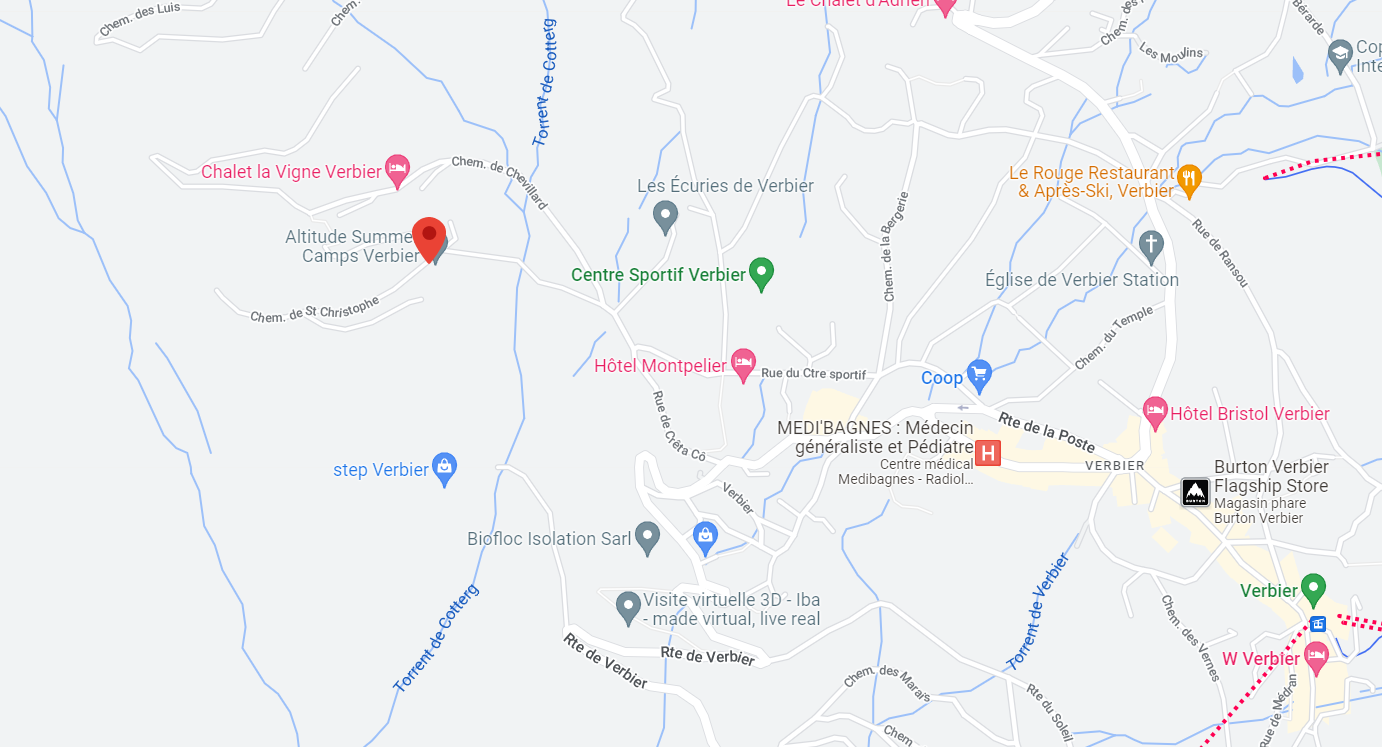 Chem. des Luis
Chem.
Torrent de Cotterg
Le Chalet d'Adrien
Chem. des
Les Moulins
Bérarde
Chalet la Vigne Verbier
Chem. de Chevillard
Les Écuries de Verbier
Le Rouge Restaurant
& Après-Ski, Verbier
Altitude Summe
Camps Verbier
Centre Sportif Verbier
Chem. de la Bergerie
Rue de Ransou
Église de Verbier Station
Chem. de St Christophe
Chem. du Temple
Hôtel Montpelier
Rue du Ctre sportif
Coop
Rue de Crêta Cô
Rte de la Poste
Hôtel Bristol Verbier
MEDI'BAGNES : Médecin
généraliste et Pédiatre
Centre médical
Medibagnes - Radiol...
H
VERBIER
Burton Verbier
Flagship Store
Magasin phare
Burton Verbier
BURTON
step Verbier
Verbier
Biofloc Isolation Sarl
Torrent de Cotterg
Torrent de Verbier
Visite virtuelle 3D - Iba
- made virtual, live real
Verbier
Chem. des Vernes
Rte de Verbier
Rte de Verbier
W Verbier
Chem. des Marais
Rte du Soleil
Rue de Médran
Chem.